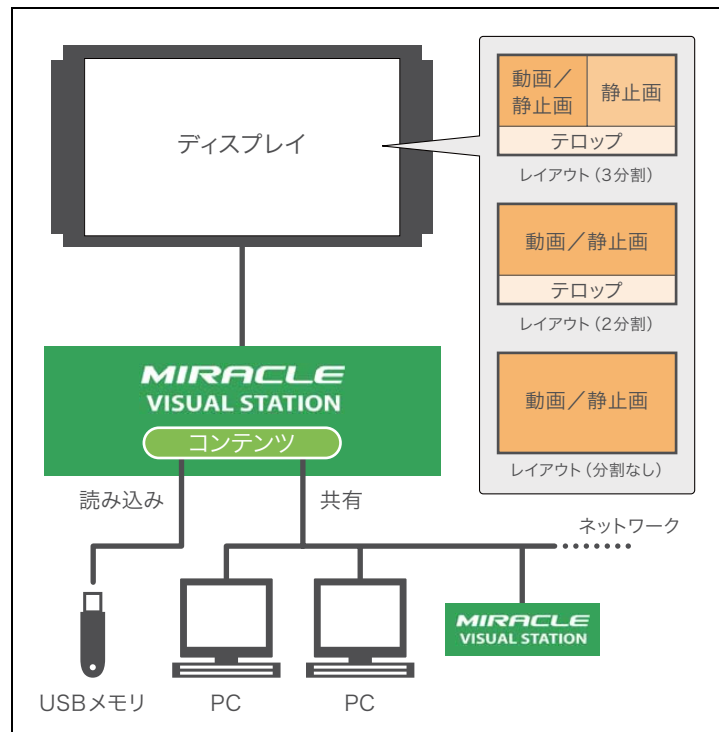 ディスプレイ
動画／
静止画
静止画
テロップ
レイアウト（3分割）
動画／静止画
テロップ
レイアウト（2分割）
動画／静止画
レイアウト（分割なし）
MIRACLE
VISUAL STATION
コンテンツ
読み込み
共有
ネットワーク
MIRACLE
VISUAL STATION
USBメモリ
PC
PC